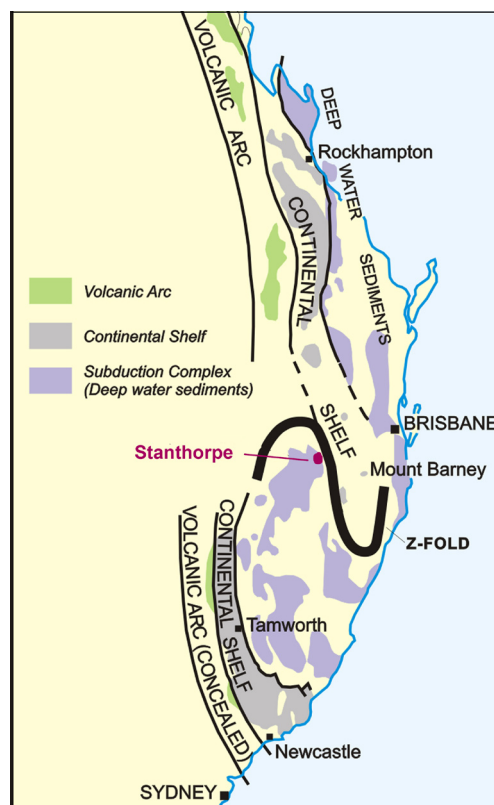 VOLCANIC ARC
DEEP
Rockhampton
WATER
CONTINENTAL
SEDIMENTS
Volcanic Arc
Continental Shelf
Subduction Complex
(Deep water sediments)
SHELF
BRISBANE
Stanthorpe
Mount Barney
Z-FOLD
CONTINENTAL SHELF
VOLCANIC ARC (CONCEALED)
Tamworth
Newcastle
SYDNEY